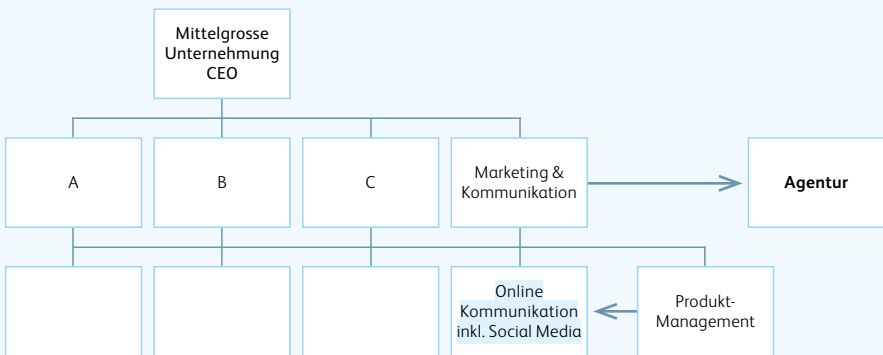 Mittelgrosse
Unternehmung
CEO
A
B
C
Marketing &
Kommunikation
Agentur
Online
Kommunikation
inkl. Social Media
Produkt-
Management